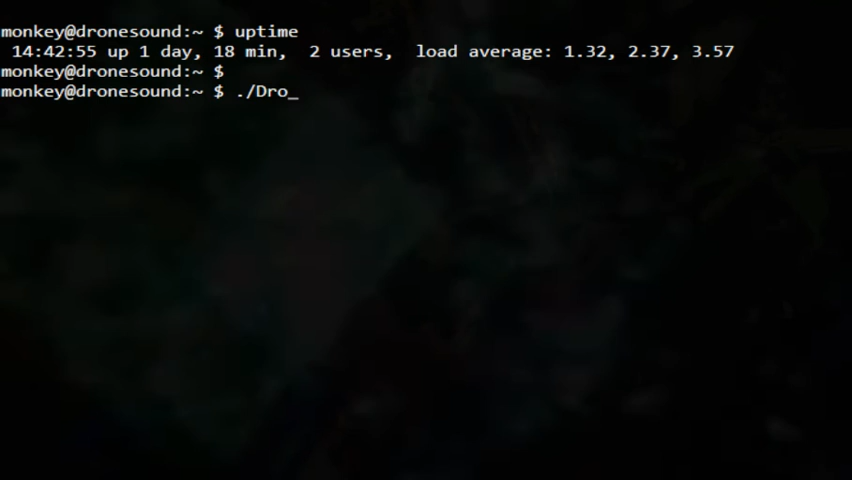 monkey@dronesound:~ $ uptime
 14:42:55 up 1 day, 18 min,  2 users,  load average: 1.32, 2.37, 3.57
monkey@dronesound:~ $
monkey@dronesound:~ $ ./Dro_